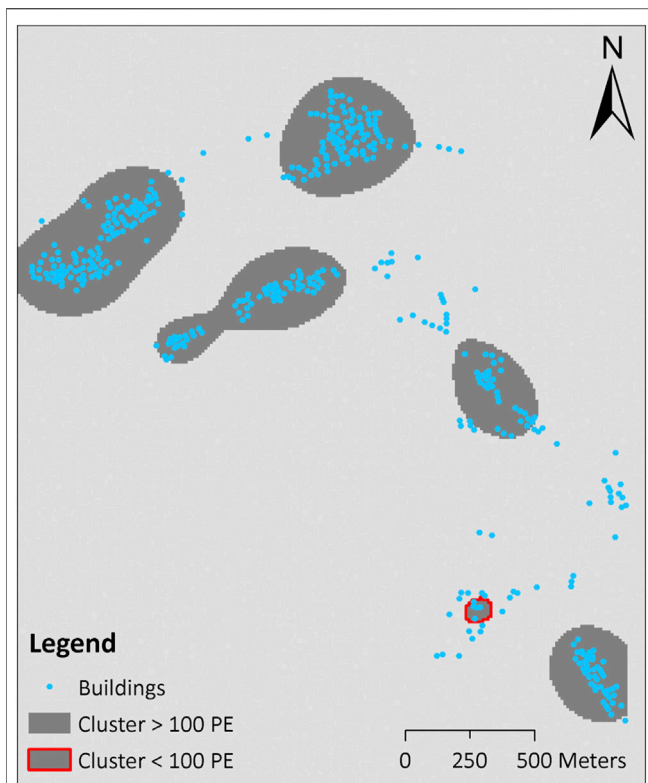 N
Legend
Buildings
Cluster > 100 PE
Cluster < 100 PE
0 250 500 Meters